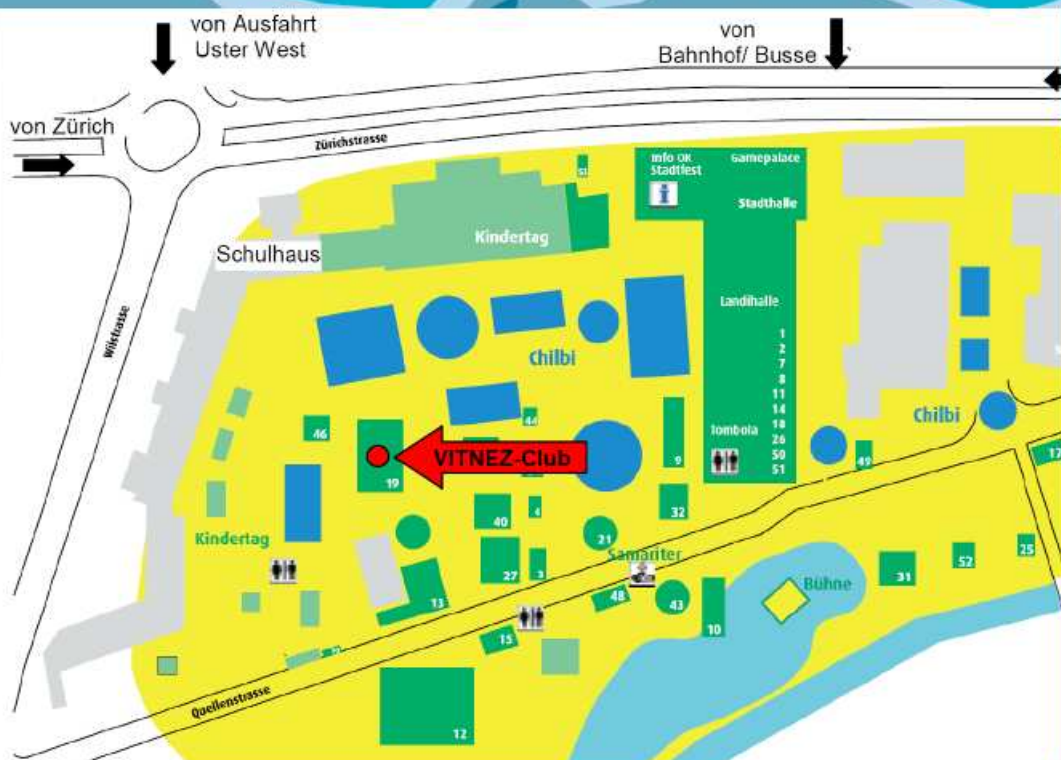 von Ausfahrt
Uster West
von
Bahnhof/ Busse
von Zürich
Zürichstrasse
Wilstrasse
Schulhaus
Kindertag
51
Info OK
Stadtfest
Gamepalace
Stadthalle
Landihalle
1
2
7
8
11
14
18
26
50
51
Tombola
Chilbi
Chilbi
46
44
19
VITNEZ-Club
9
49
17
40
4
32
21
Kindertag
Samariter
27
3
13
48
43
10
Bühne
31
52
25
15
12
Quellenstrasse